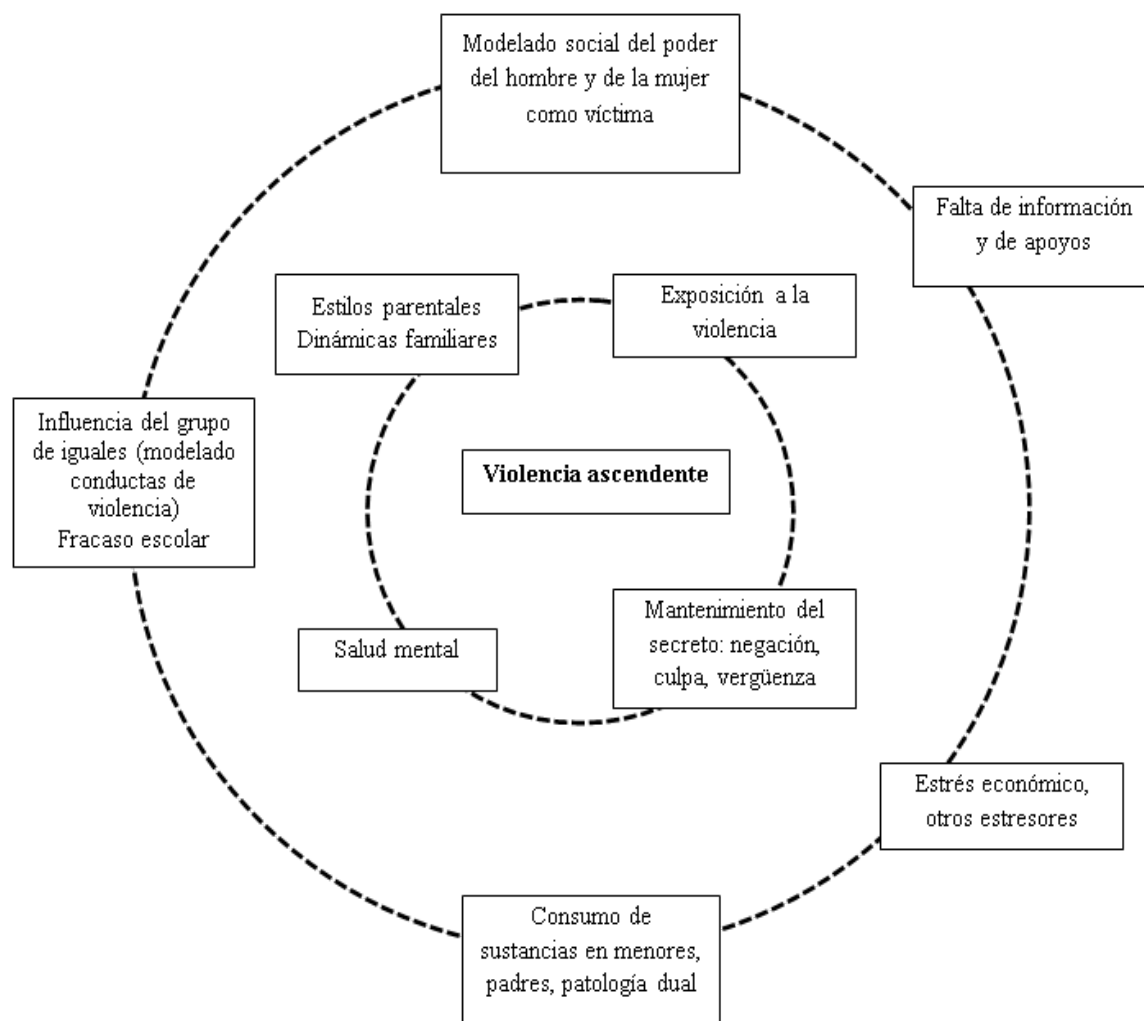 Modelado social del poder
del hombre y de la mujer
como víctima
Falta de información
y de apoyos
Estilos parentales
Dinámicas familiares
Exposición a la
violencia
Influencia del grupo
de iguales (modelado
conductas de
violencia)
Fracaso escolar
Violencia ascendente
Salud mental
Mantenimiento del
secreto: negación,
culpa, vergüenza
Estrés económico,
otros estresores
Consumo de
sustancias en menores,
padres, patología dual